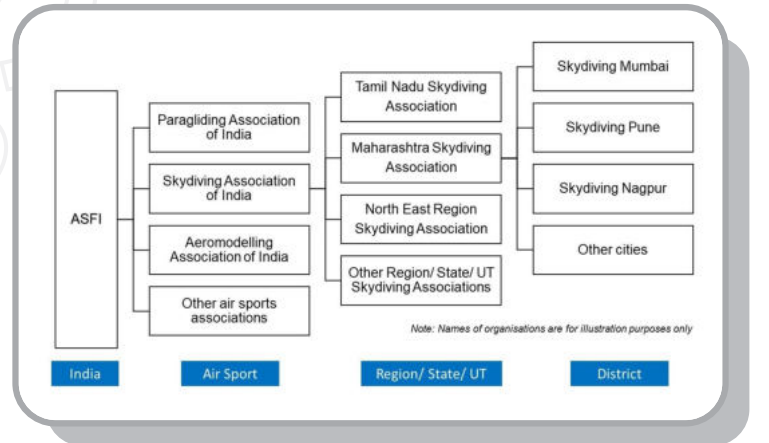 ASFI
Paragliding Association
of India
Skydiving Association
of India
Aeromodelling
Association of India
Other air sports
associations
Tamil Nadu Skydiving
Association
Maharashtra Skydiving
Association
North East Region
Skydiving Association
Other Region/ State/ UT
Skydiving Associations
Skydiving Mumbai
Skydiving Pune
Skydiving Nagpur
Other cities
Note: Names of organisations are for illustration purposes only
India
Air Sport
Region/ State/ UT
District